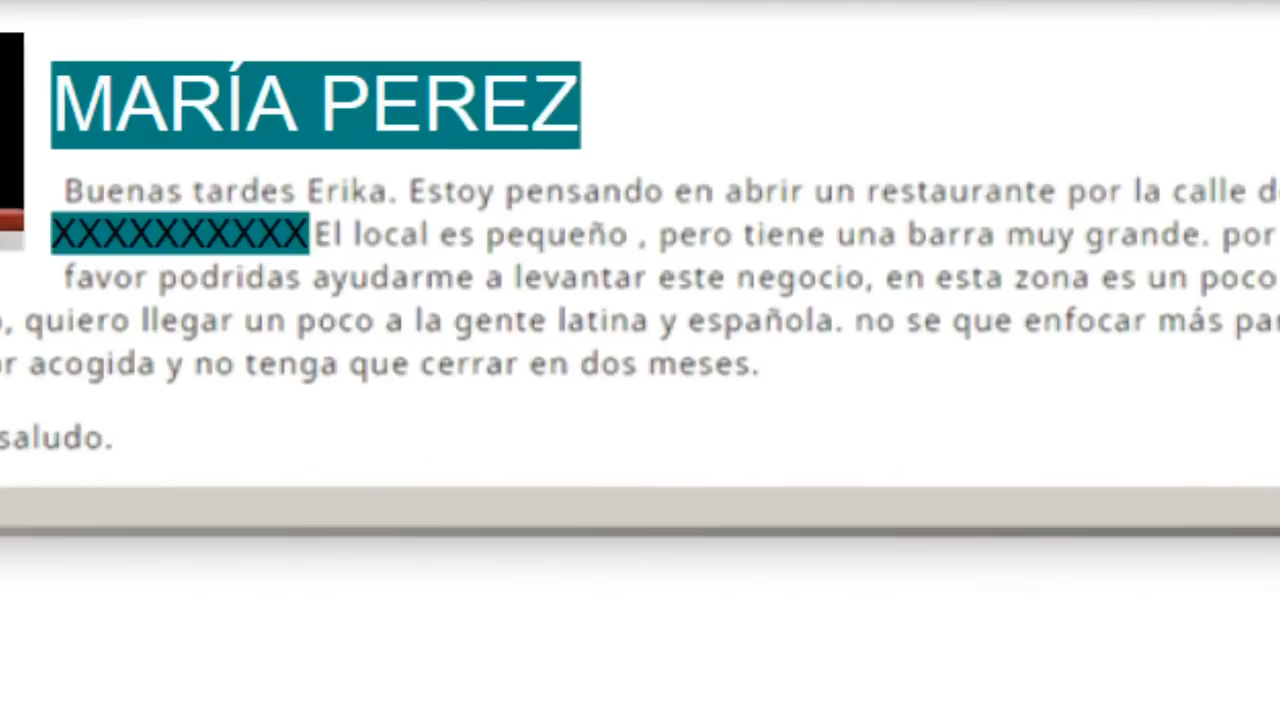 MARÍA PEREZ
Buenas tardes Erika. Estoy pensando en abrir un restaurante por la calle
XXXXXXXXXX El local es pequeño , pero tiene una barra muy grande. por
favor podridas ayudarme a levantar este negocio, en esta zona es un poco
, quiero llegar un poco a la gente latina y española. no se que enfocar más
acogida y no tenga que cerrar en dos meses.
saludo.